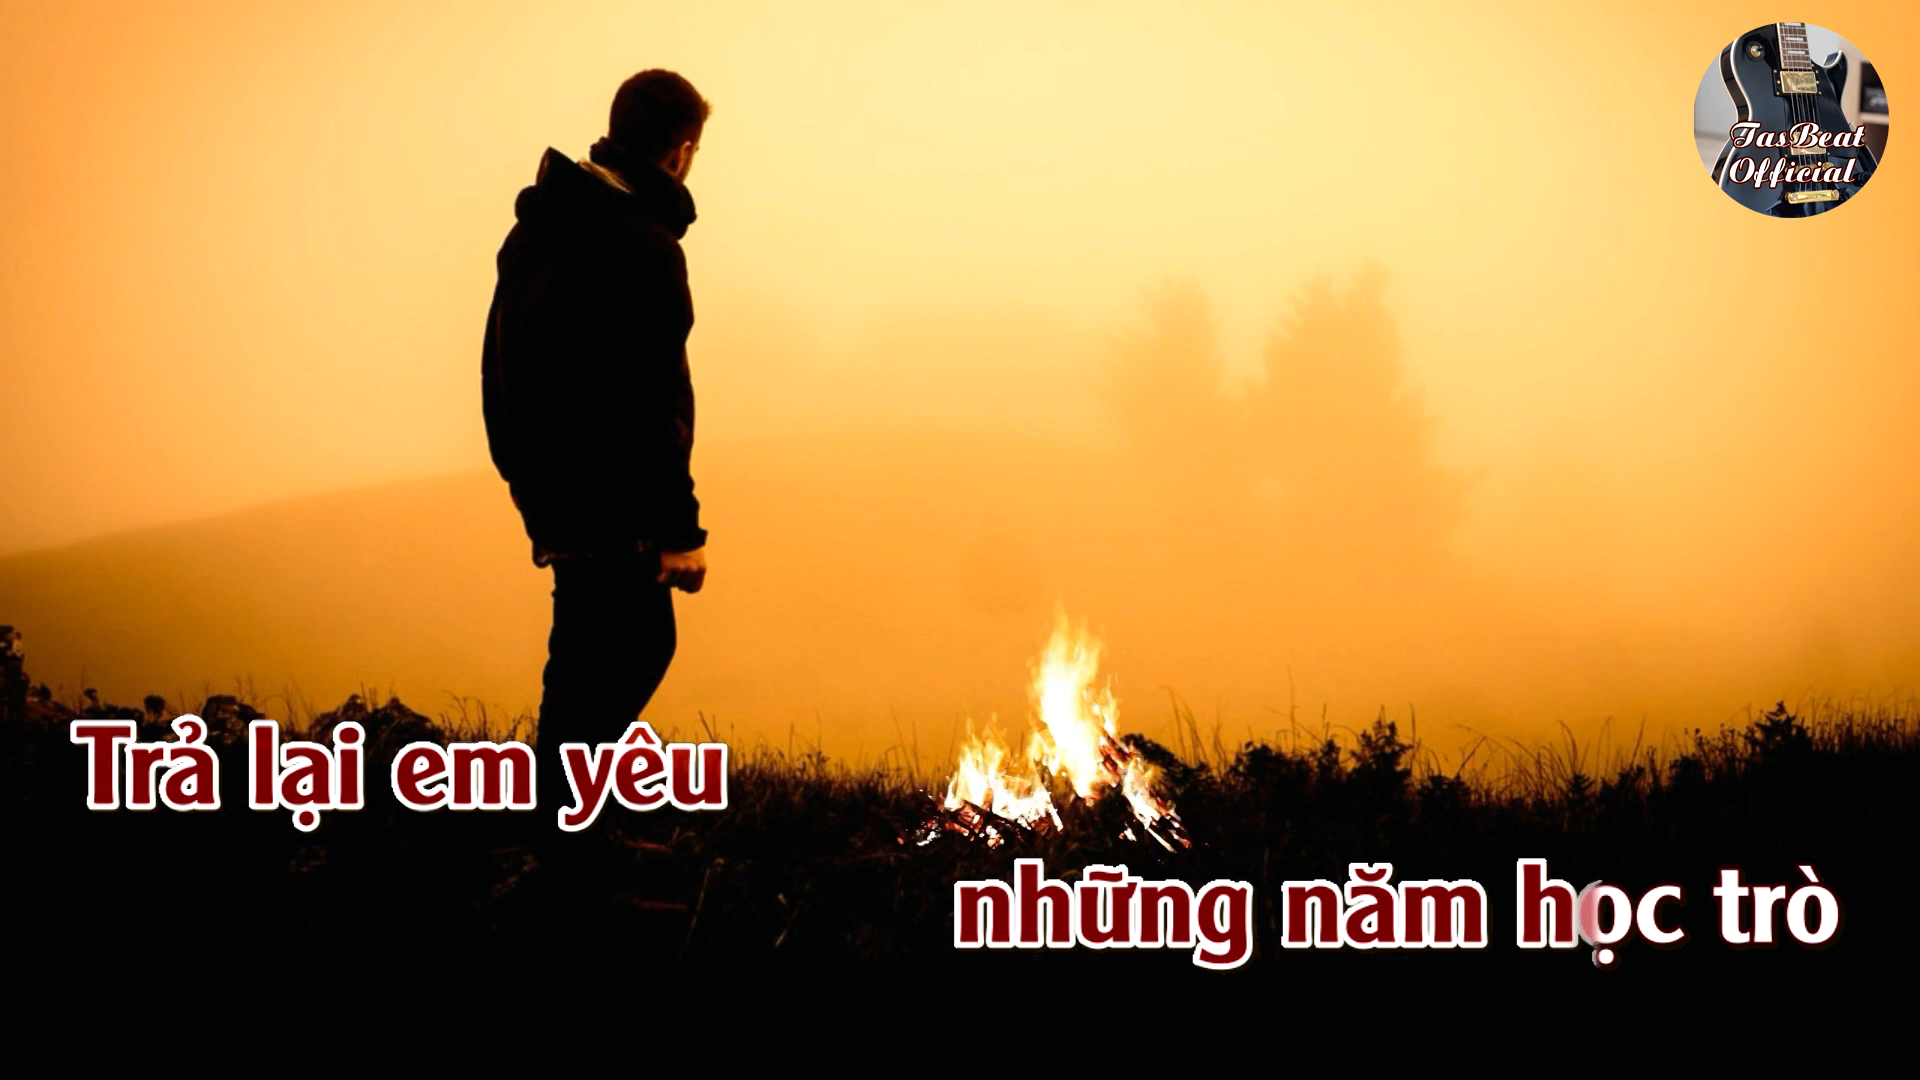 TasBeat
Official
Trả lại em yêu
những năm học trò